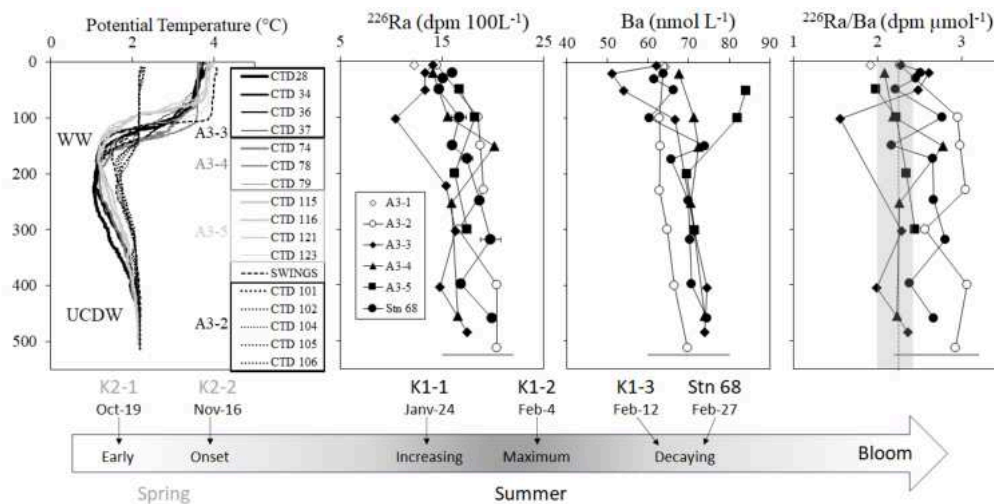 Potential Temperature (°C)
0 2 4
0
100
200
300
400
500
WW
UCDW
A3-3
A3-4
A3-5
A3-2
CTD28
CTD 34
CTD 36
CTD 37
CTD 74
CTD 78
CTD 79
CTD 115
CTD 116
CTD 121
CTD 123
SWINGS
CTD 101
CTD 102
CTD 104
CTD 105
CTD 106
²²⁶Ra (dpm 100L⁻¹)
5 15 25
A3-1
A3-2
A3-3
A3-4
A3-5
Stn 68
Ba (nmol L⁻¹)
40 50 60 70 80 90
²²⁶Ra/Ba (dpm µmol⁻¹)
1 2 3
K2-1 K2-2 K1-1 K1-2 K1-3 Stn 68
Oct-19 Nov-16 Janv-24 Feb-4 Feb-12 Feb-27
Early Onset Increasing Maximum Decaying Bloom
Spring Summer